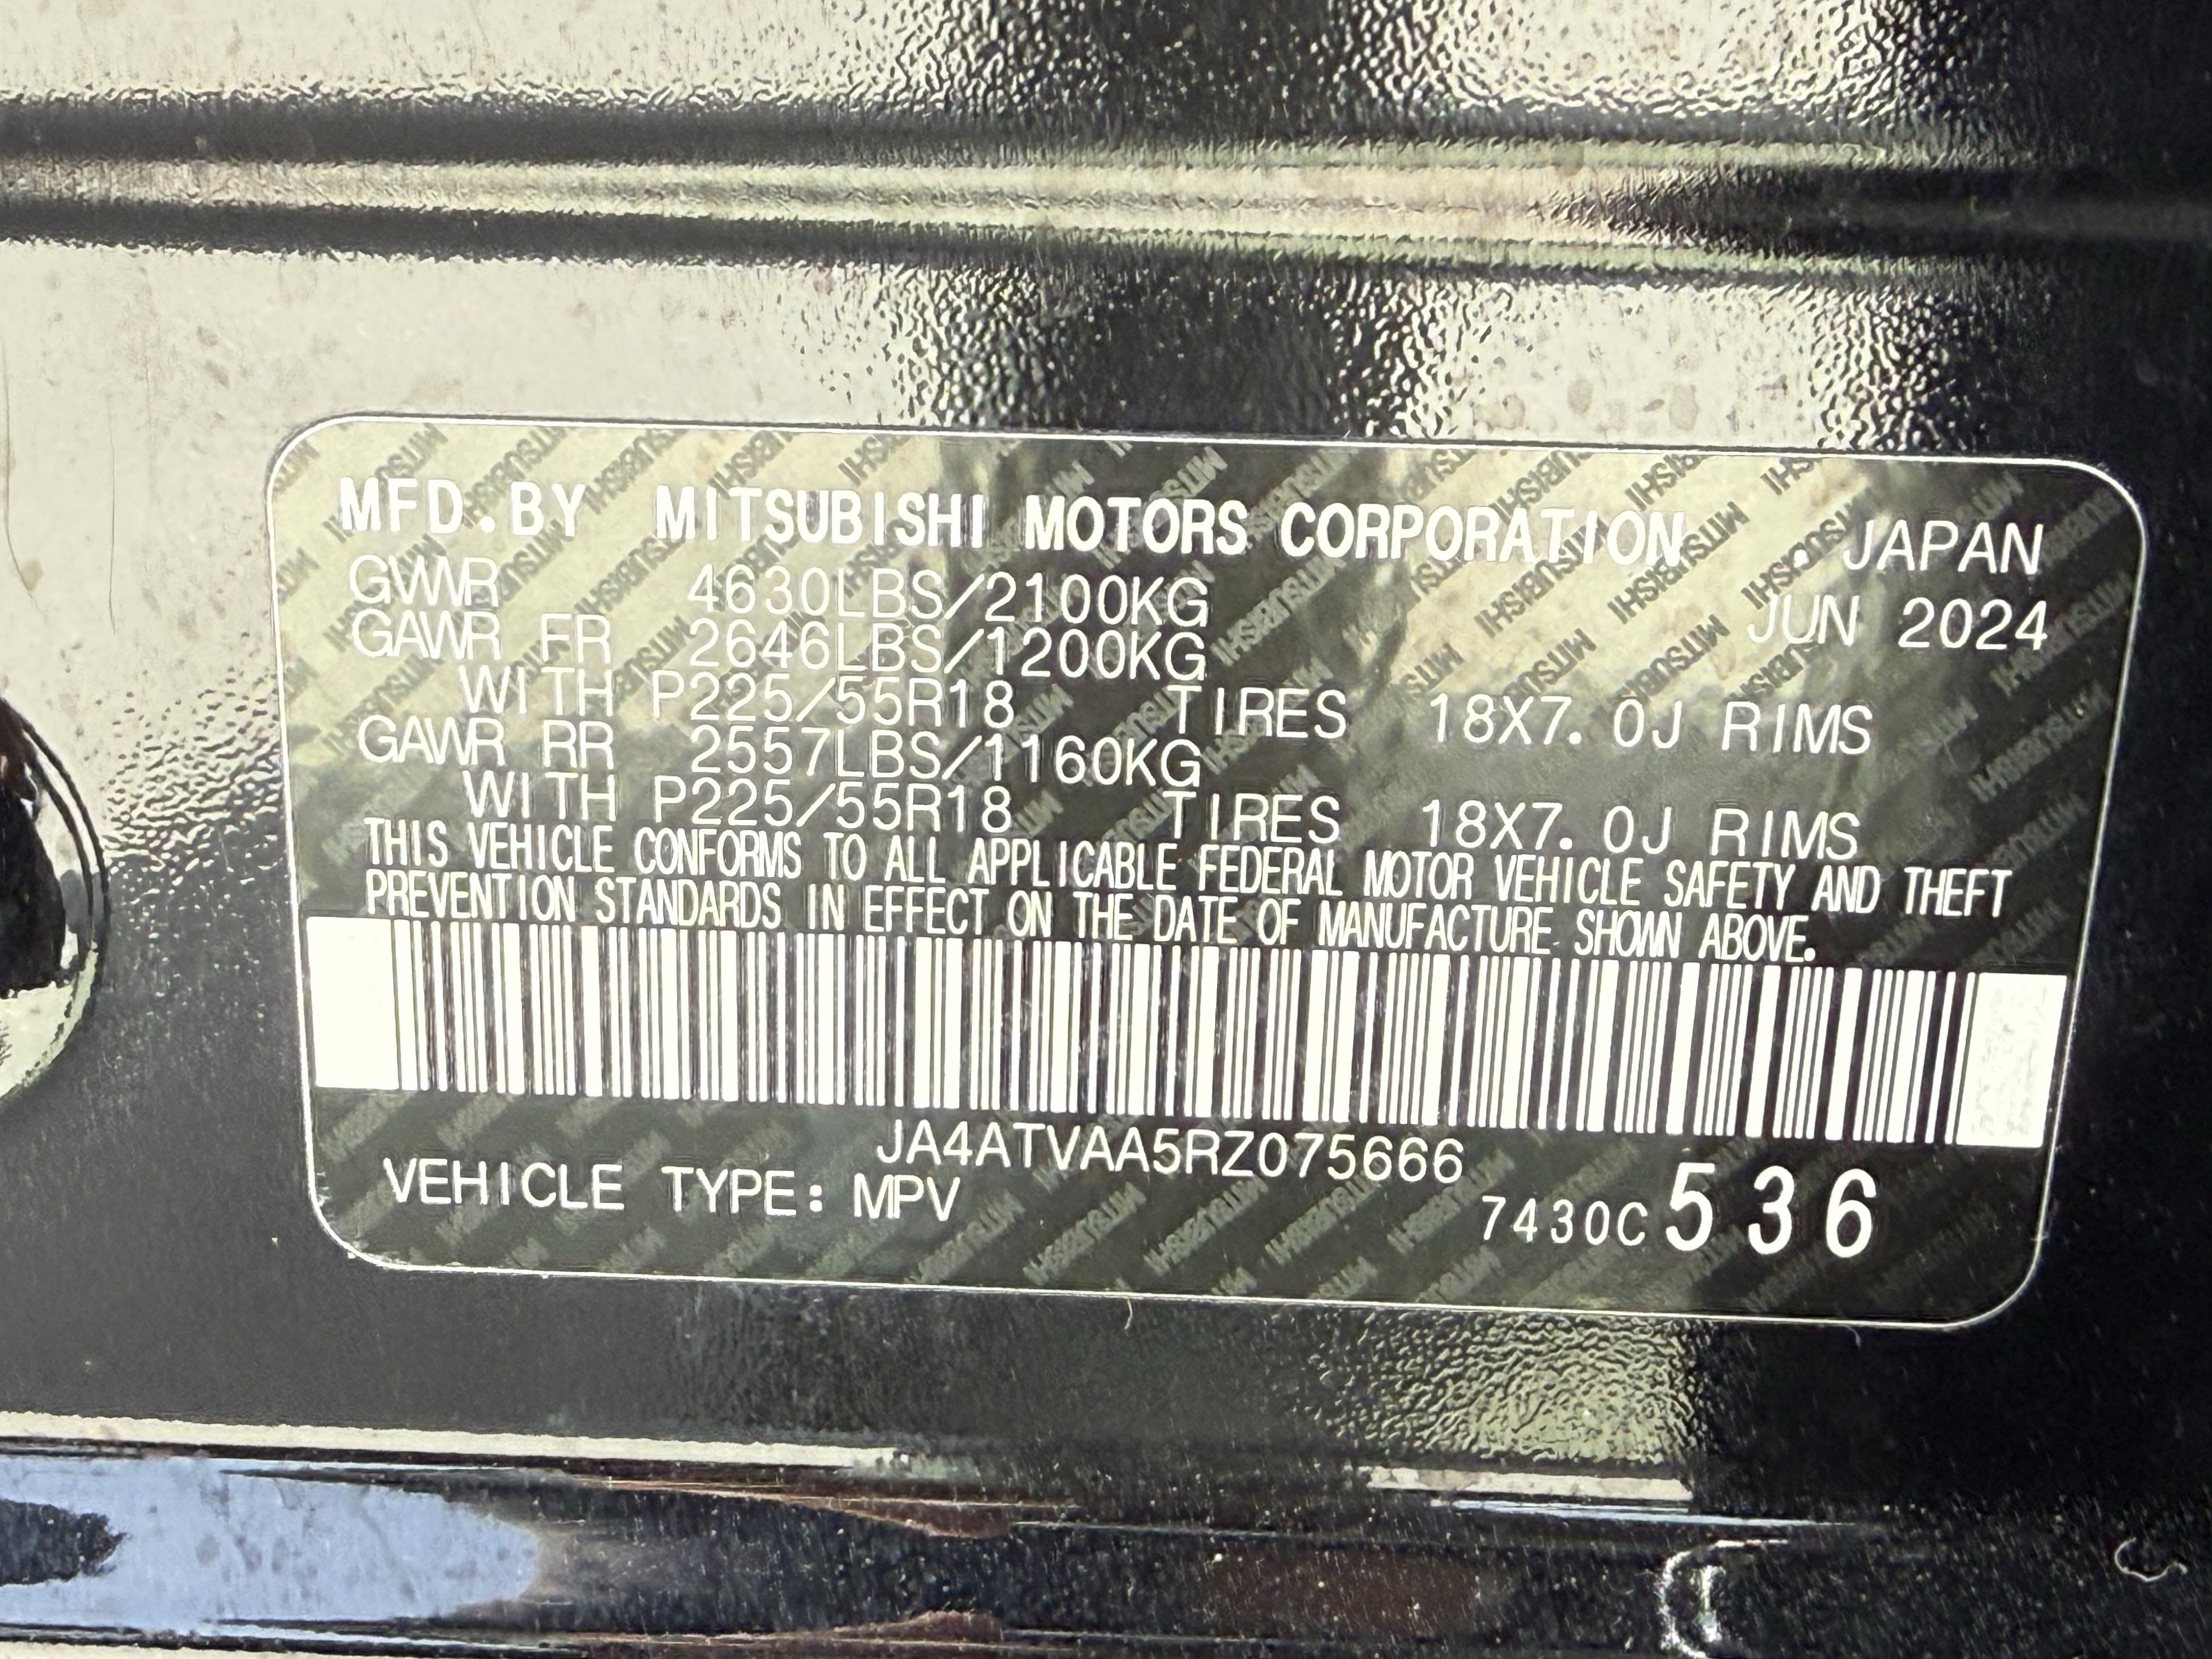 MFD.BY MITSUBISHI MOTORS CORPORATION JAPAN
GVWR 4630LBS/2100KG JUN 2024
GAWR FR 2646LBS/1200KG
WITH P225/55R18 TIRES 18X7.0J RIMS
GAWR RR 2557LBS/1160KG
WITH P225/55R18 TIRES 18X7.0J RIMS
THIS VEHICLE CONFORMS TO ALL APPLICABLE FEDERAL MOTOR VEHICLE SAFETY AND THEFT
PREVENTION STANDARDS IN EFFECT ON THE DATE OF MANUFACTURE SHOWN ABOVE.
JA4ATVAA5RZ075666
VEHICLE TYPE: MPV 7430C 536